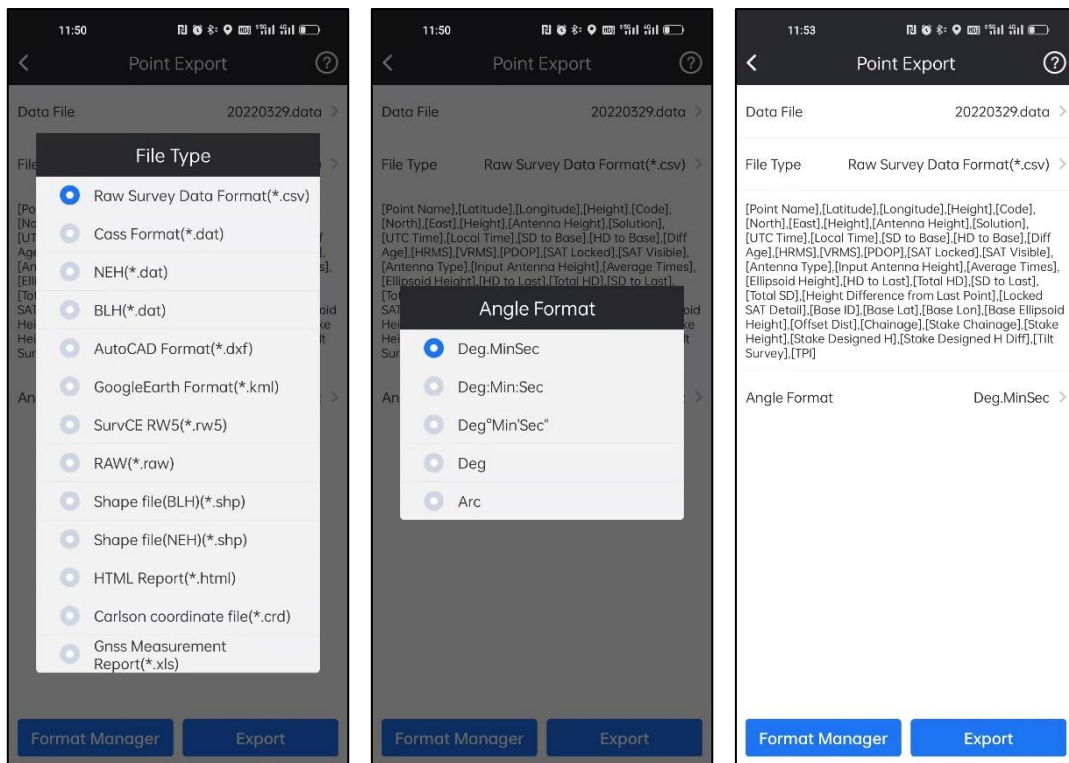 11:50
Point Export
Data File 20220329.data
File Type
Raw Survey Data Format(*.csv)
Cass Format(*.dat)
NEH(*.dat)
BLH(*.dat)
AutoCAD Format(*.dxf)
GoogleEarth Format(*.kml)
SurvCE RW5(*.rw5)
RAW(*.raw)
Shape file(BLH)(*.shp)
Shape file(NEH)(*.shp)
HTML Report(*.html)
Carlson coordinate file(*.crd)
Gnss Measurement
Report(*.xls)
Format Manager Export
11:50
Point Export
Data File 20220329.data
File Type Raw Survey Data Format(*.csv)
[Point Name],[Latitude],[Longitude],[Height],[Code],
[North],[East],[Height],[Antenna Height],[Solution],
[UTC Time],[Local Time],[SD to Base],[HD to Base],[Diff
Age],[HRMS],[VRMS],[PDOP],[SAT Locked],[SAT Visible],
[Antenna Type],[Input Antenna Height],[Average Times],
[Ellipsoid Height],[HD to Last],[Total HD],[SD to Last],
Angle Format
Deg.MinSec
Deg:Min:Sec
Deg°Min'Sec"
Deg
Arc
Format Manager Export
11:53
Point Export
Data File 20220329.data
File Type Raw Survey Data Format(*.csv)
[Point Name],[Latitude],[Longitude],[Height],[Code],
[North],[East],[Height],[Antenna Height],[Solution],
[UTC Time],[Local Time],[SD to Base],[HD to Base],[Diff
Age],[HRMS],[VRMS],[PDOP],[SAT Locked],[SAT Visible],
[Antenna Type],[Input Antenna Height],[Average Times],
[Ellipsoid Height],[HD to Last],[Total HD],[SD to Last],
[Total SD],[Height Difference from Last Point],[Locked
SAT Detail],[Base ID],[Base Lat],[Base Lon],[Base Ellipsoid
Height],[Offset Dist],[Chainage],[Stake Chainage],[Stake
Height],[Stake Designed H],[Stake Designed H Diff],[Tilt
Survey],[TPI]
Angle Format Deg.MinSec
Format Manager Export